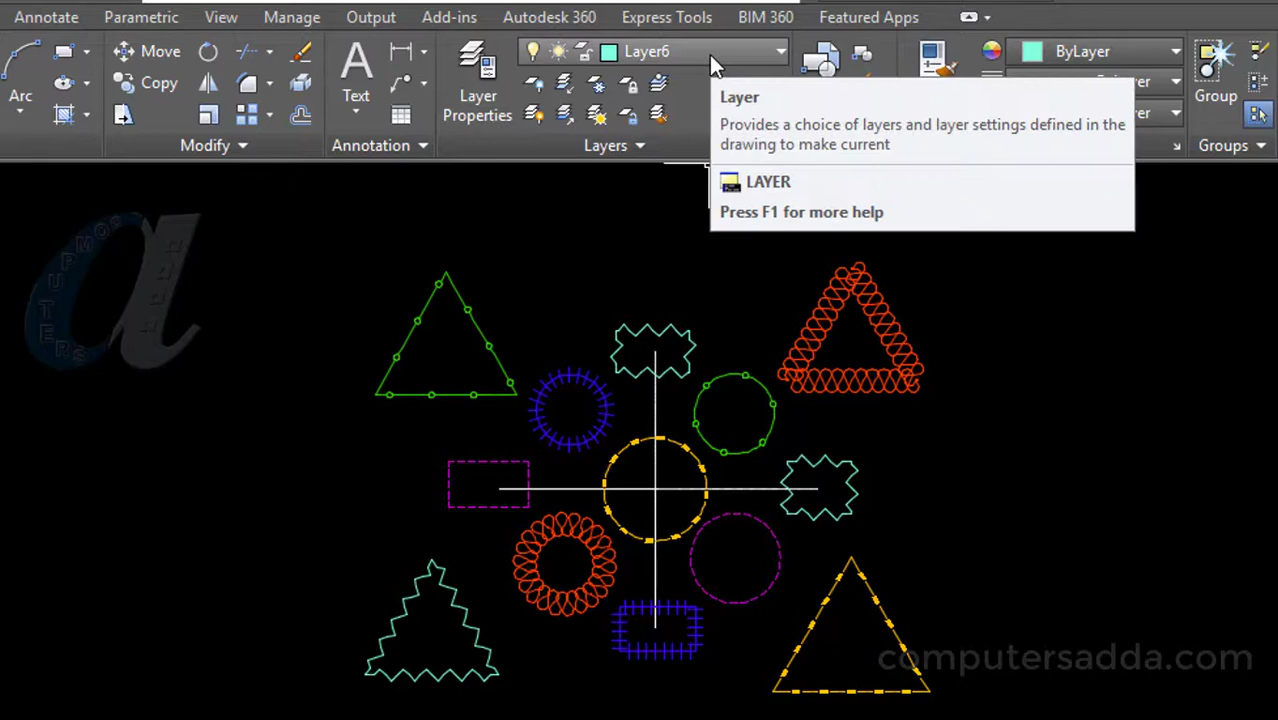 Annotate Parametric View Manage Output Add-ins Autodesk 360 Express Tools BIM 360 Featured Apps
Move
Layer6
ByLayer
Arc
Copy
Text
Layer
Properties
Group
Modify
Annotation
Layers
Groups
Layer
Provides a choice of layers and layer settings defined in the
drawing to make current
LAYER
Press F1 for more help
a
COMPUTERS
computersadda.com